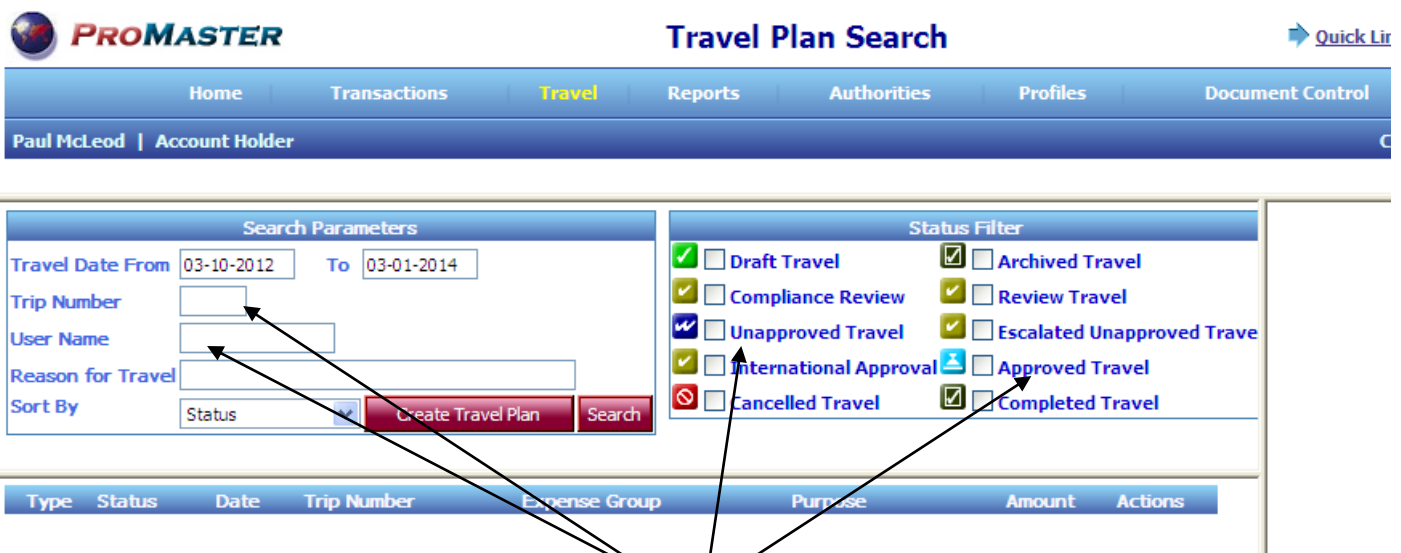 PROMASTER
Travel Plan Search
Quick Lin
Home Transactions Travel Reports Authorities Profiles Document Control
Paul McLeod | Account Holder
Search Parameters
Travel Date From 03-10-2012 To 03-01-2014
Trip Number
User Name
Reason for Travel
Sort By Status Create Travel Plan Search
Status Filter
Draft Travel Archived Travel
Compliance Review Review Travel
Unapproved Travel Escalated Unapproved Trave
International Approval Approved Travel
Cancelled Travel Completed Travel
Type Status Date Trip Number Expense Group Purpose Amount Actions